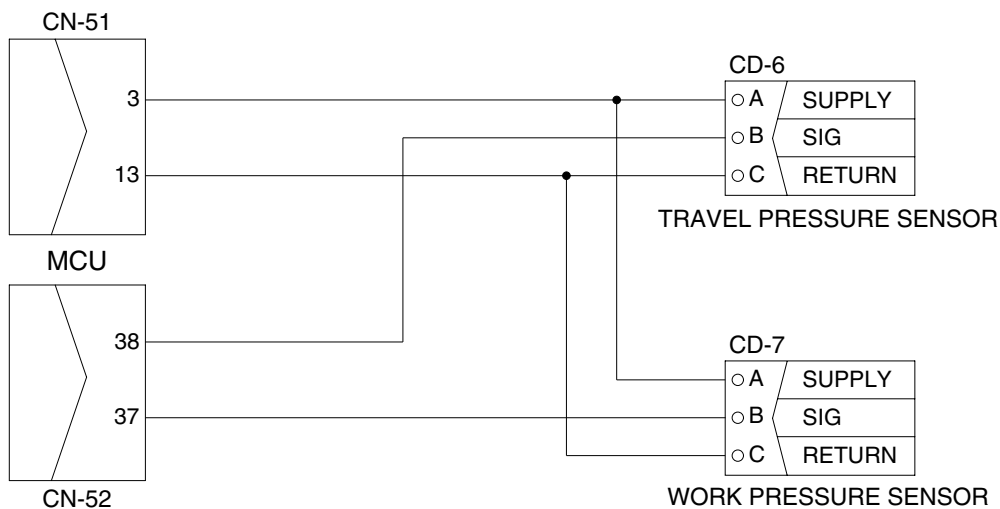 CN-51
3
13
MCU
38
37
CN-52
CD-6
A SUPPLY
B SIG
C RETURN
TRAVEL PRESSURE SENSOR
CD-7
A SUPPLY
B SIG
C RETURN
WORK PRESSURE SENSOR